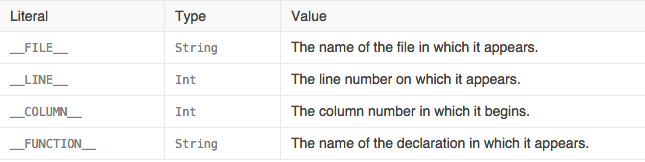 Literal Type Value
__FILE__ String The name of the file in which it appears.
__LINE__ Int The line number on which it appears.
__COLUMN__ Int The column number in which it begins.
__FUNCTION__ String The name of the declaration in which it appears.